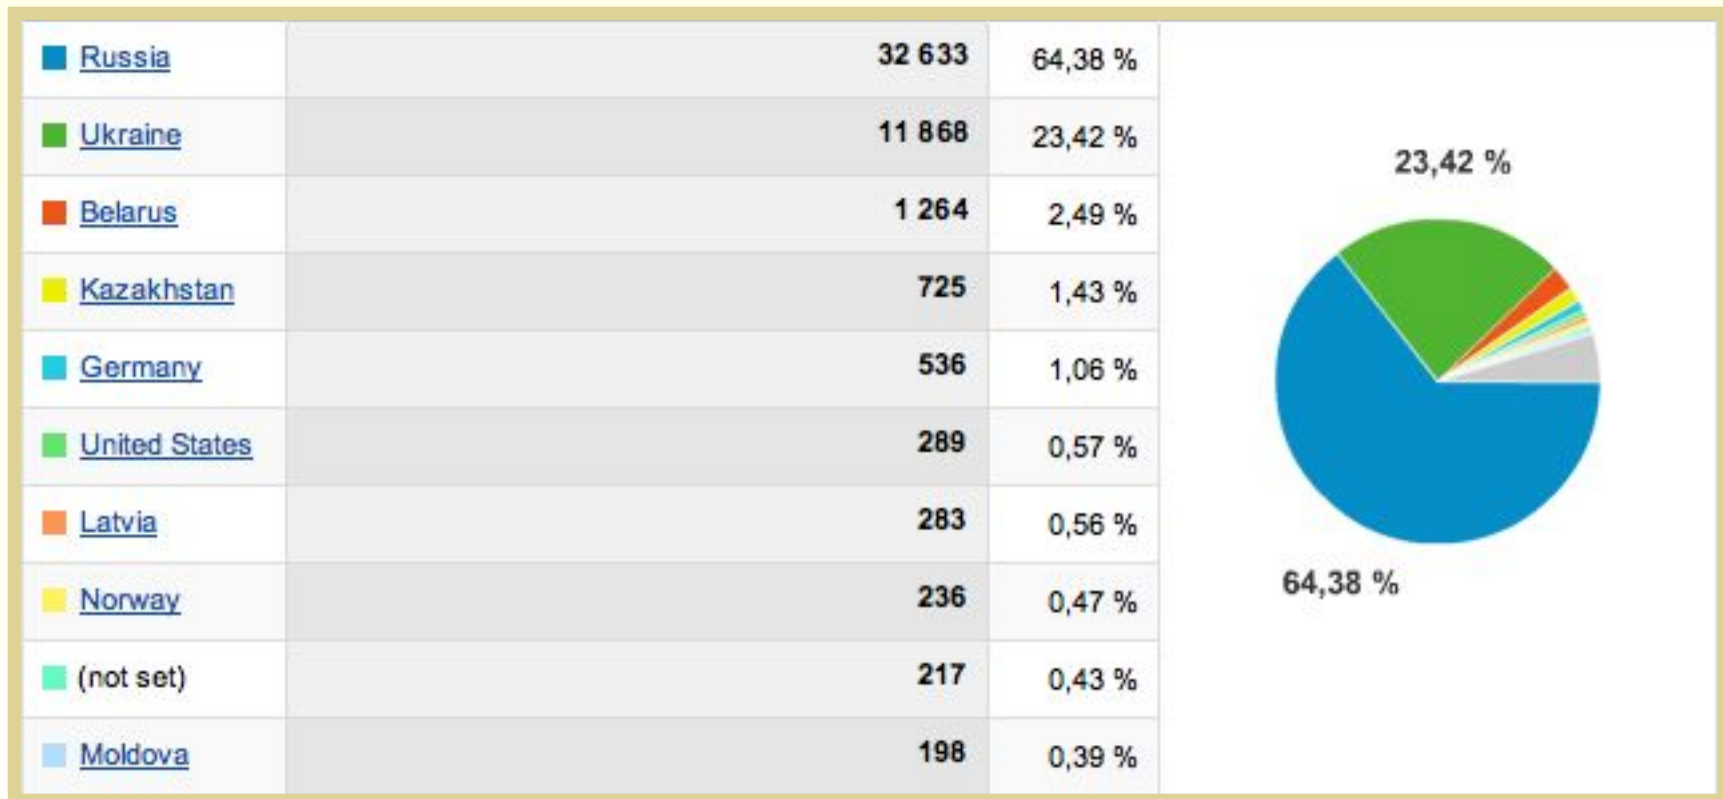 Russia 32 633 64,38 %
Ukraine 11 868 23,42 %
Belarus 1 264 2,49 %
Kazakhstan 725 1,43 %
Germany 536 1,06 %
United States 289 0,57 %
Latvia 283 0,56 %
Norway 236 0,47 %
(not set) 217 0,43 %
Moldova 198 0,39 %
23,42 %
64,38 %